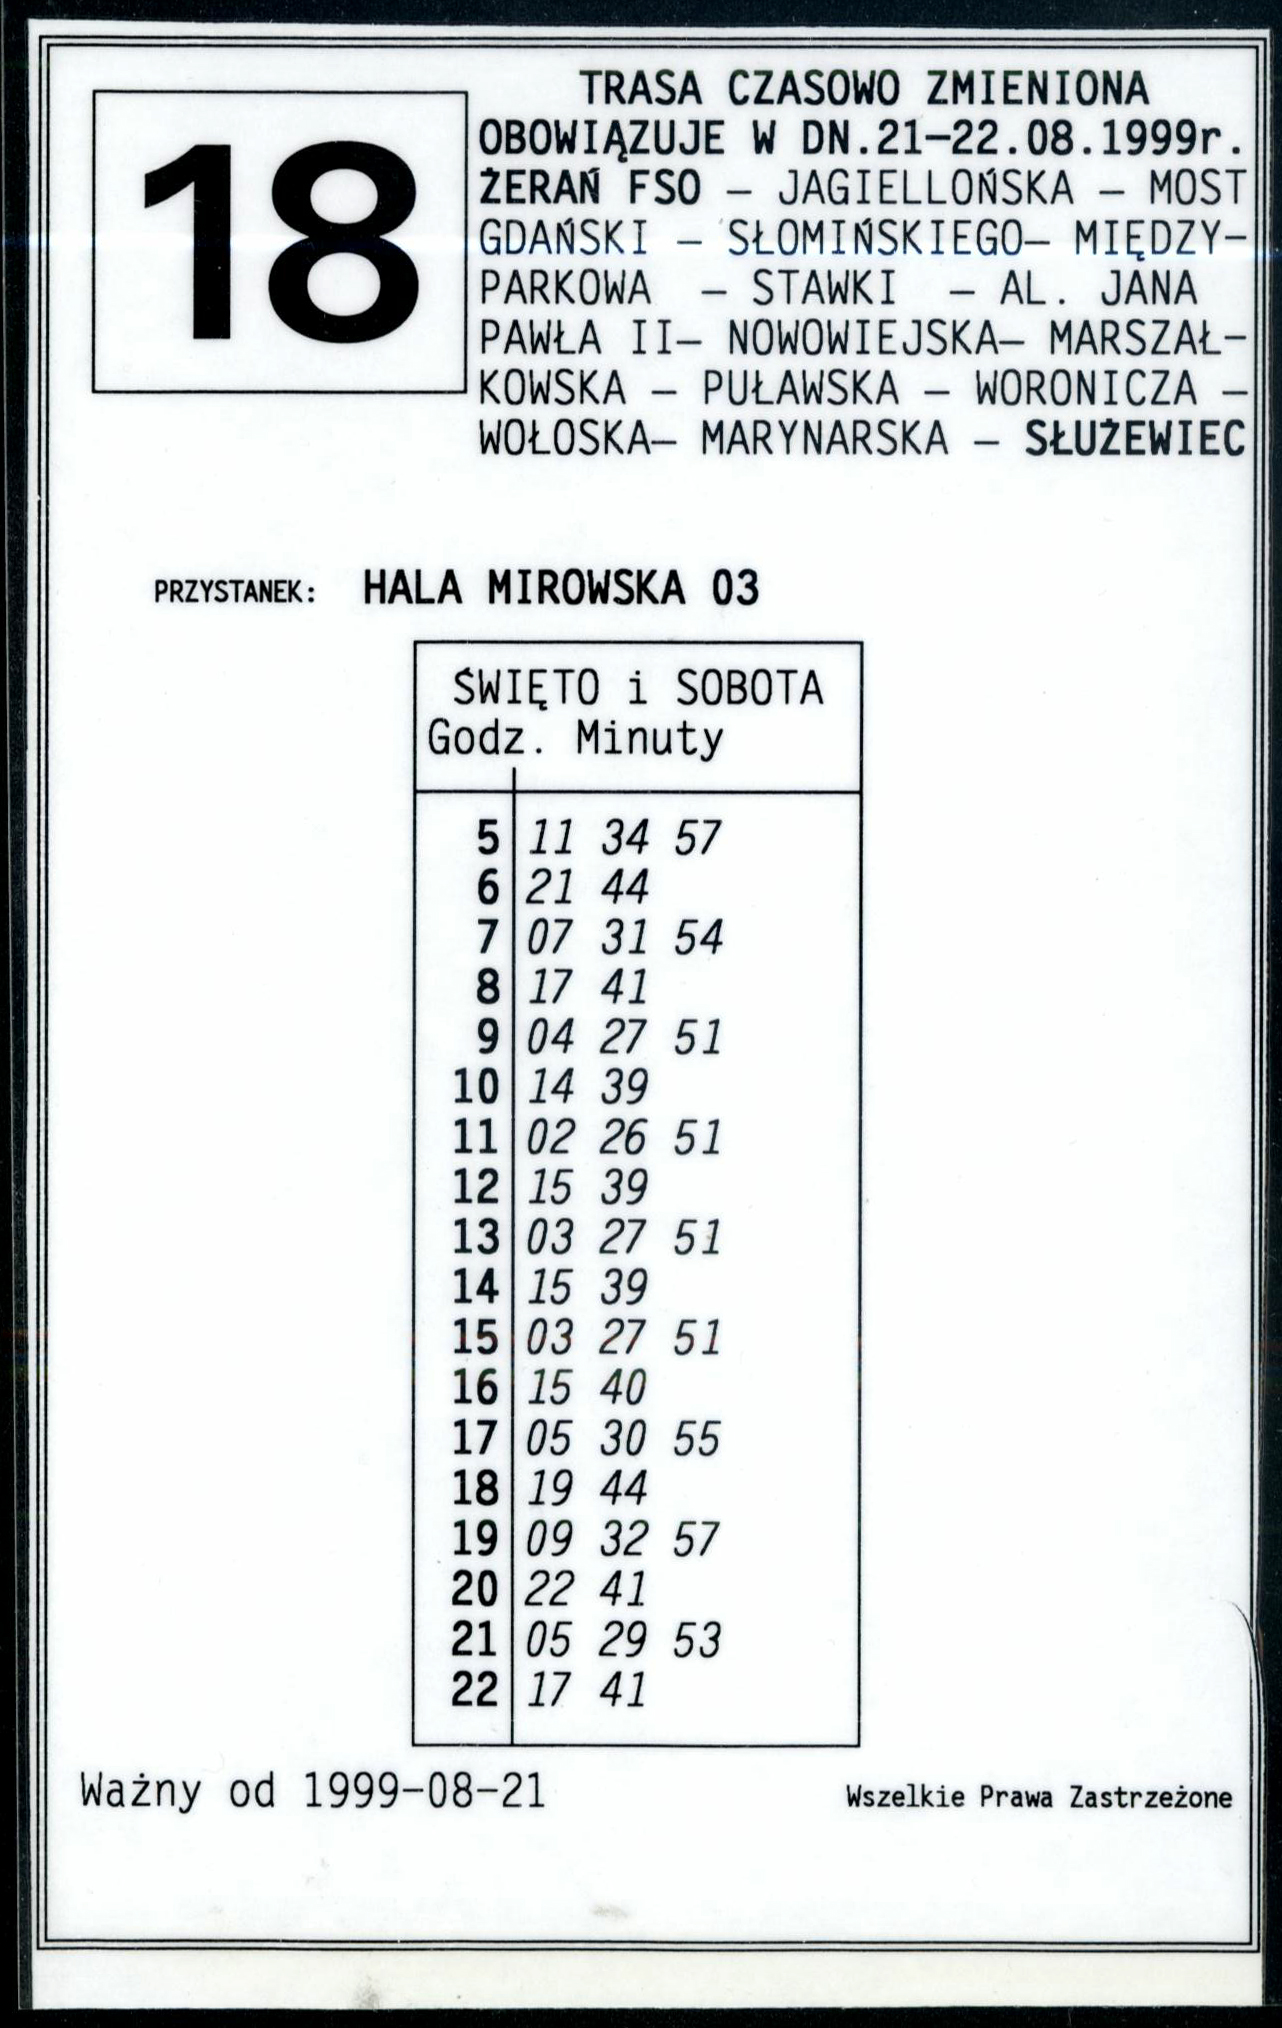 18
TRASA CZASOWO ZMIENIONA
OBOWIĄZUJE W DN.21–22.08.1999r.
ŻERAŃ FSO – JAGIELLOŃSKA – MOST
GDAŃSKI – SŁOMIŃSKIEGO– MIĘDZY–
PARKOWA – STAWKI – AL. JANA
PAWŁA II– NOWOWIEJSKA– MARSZAŁ–
KOWSKA – PUŁAWSKA – WORONICZA –
WOŁOSKA– MARYNARSKA – SŁUŻEWIEC
PRZYSTANEK: HALA MIROWSKA 03
ŚWIĘTO i SOBOTA
Godz. Minuty
5 11 34 57
6 21 44
7 07 31 54
8 17 41
9 04 27 51
10 14 39
11 02 26 51
12 15 39
13 03 27 51
14 15 39
15 03 27 51
16 15 40
17 05 30 55
18 19 44
19 09 32 57
20 22 41
21 05 29 53
22 17 41
Ważny od 1999–08–21
Wszelkie Prawa Zastrzeżone